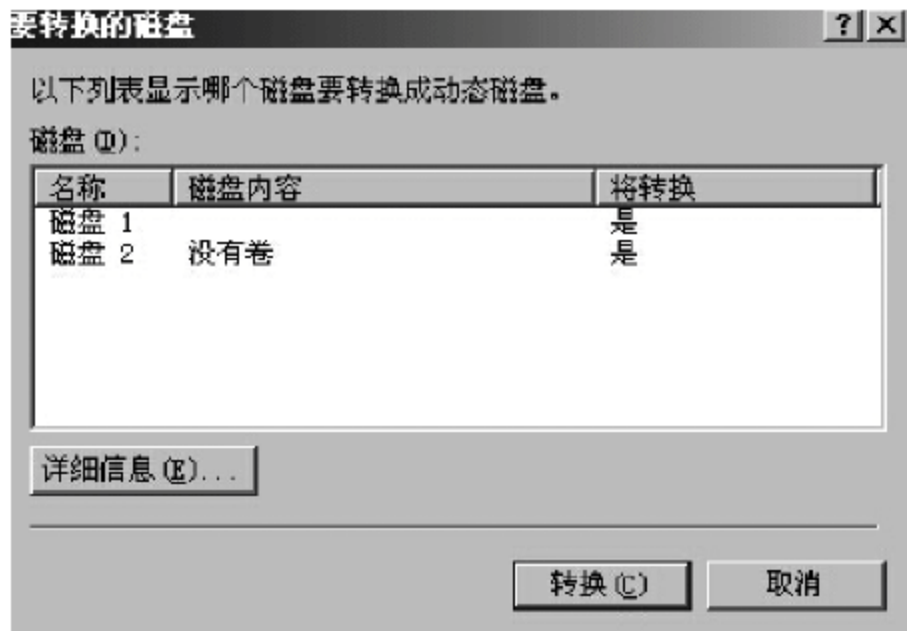 要转换的磁盘
以下列表显示哪个磁盘要转换成动态磁盘。
磁盘(D):
名称 磁盘内容 将转换
磁盘 1 是
磁盘 2 没有卷 是
详细信息(E)...
转换(C) 取消